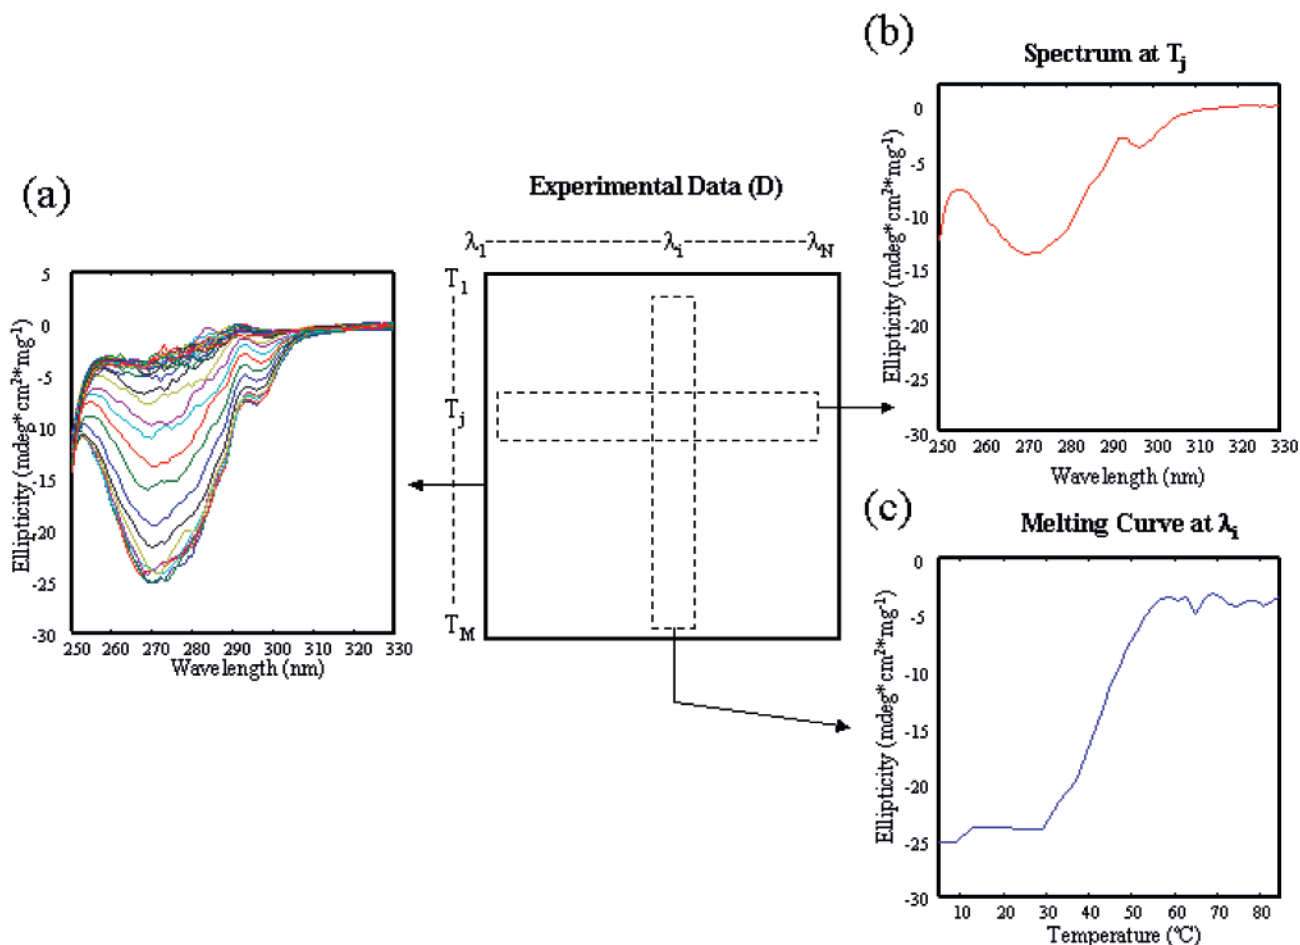 (a)
Ellipticity (mdeg*cm²*mg⁻¹)
5
0
-5
-10
-15
-20
-25
-30
250 260 270 280 290 300 310 320 330
Wavelength (nm)
Experimental Data (D)
λ₁ λᵢ λ_N
T₁
Tⱼ
T_M
(b)
Spectrum at Tⱼ
Ellipticity (mdeg*cm²*mg⁻¹)
0
-5
-10
-15
-20
-25
-30
250 260 270 280 290 300 310 320 330
Wavelength (nm)
(c)
Melting Curve at λᵢ
Ellipticity (mdeg*cm²*mg⁻¹)
0
-5
-10
-15
-20
-25
-30
10 20 30 40 50 60 70 80
Temperature (ºC)